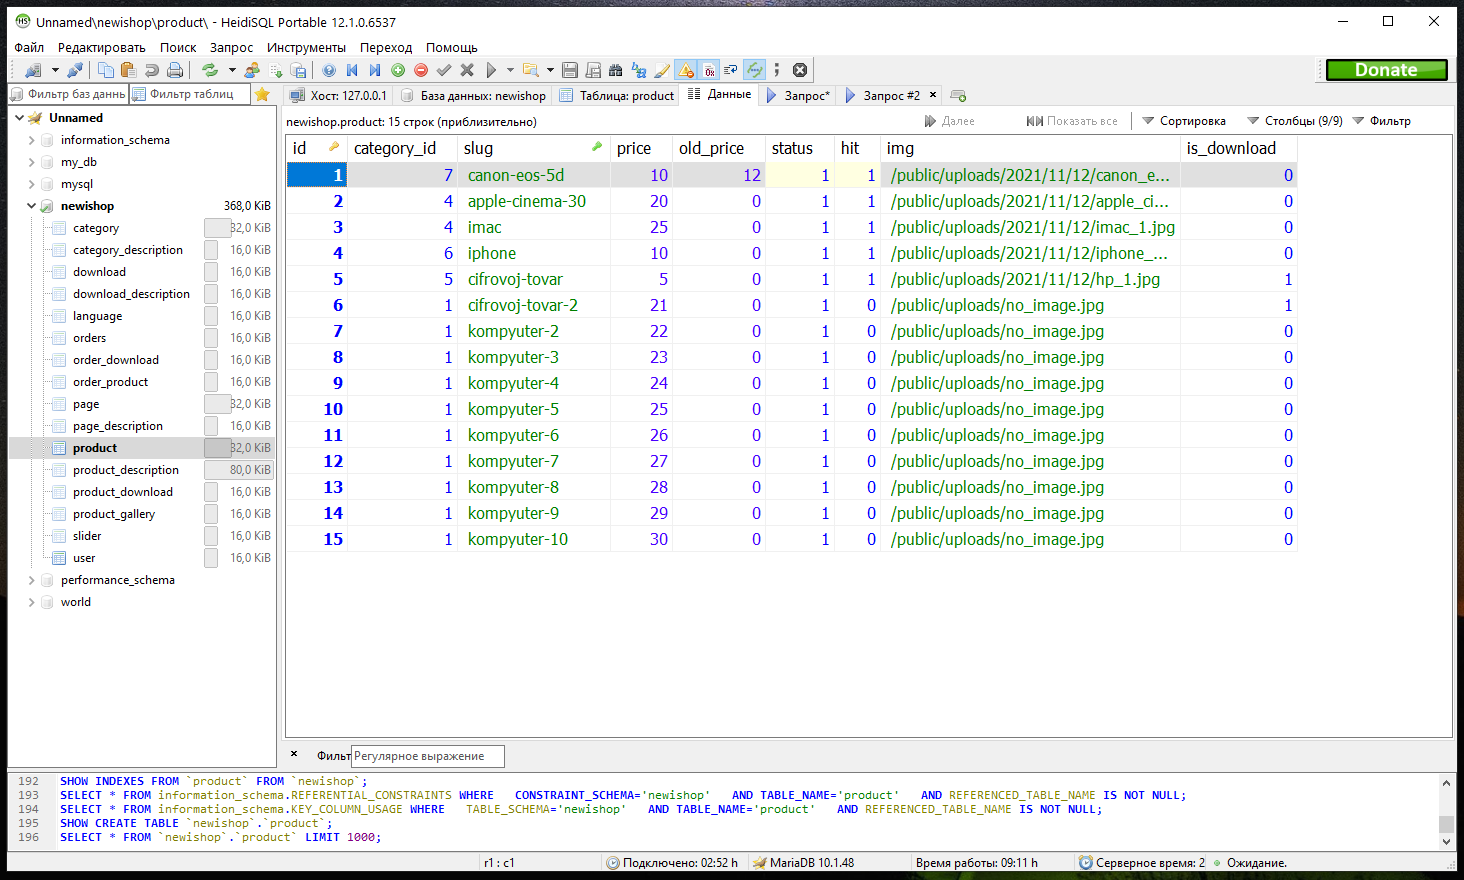 Unnamed\newishop\product\ - HeidiSQL Portable 12.1.0.6537
Файл Редактировать Поиск Запрос Инструменты Переход Помощь
Donate
Фильтр баз даннь Фильтр таблиц
Хост: 127.0.0.1 База данных: newishop Таблица: product Данные Запрос* Запрос #2
newishop.product: 15 строк (приблизительно) Далее Показать все Сортировка Столбцы (9/9) Фильтр
Unnamed
information_schema
my_db
mysql
newishop 368,0 KiB
category 32,0 KiB
category_description 16,0 KiB
download 16,0 KiB
download_description 16,0 KiB
language 16,0 KiB
orders 16,0 KiB
order_download 16,0 KiB
order_product 16,0 KiB
page 32,0 KiB
page_description 16,0 KiB
product 32,0 KiB
product_description 80,0 KiB
product_download 16,0 KiB
product_gallery 16,0 KiB
slider 16,0 KiB
user 16,0 KiB
performance_schema
world
id category_id slug price old_price status hit img is_download
1 7 canon-eos-5d 10 12 1 1 /public/uploads/2021/11/12/canon_e... 0
2 4 apple-cinema-30 20 0 1 1 /public/uploads/2021/11/12/apple_ci... 0
3 4 imac 25 0 1 1 /public/uploads/2021/11/12/imac_1.jpg 0
4 6 iphone 10 0 1 1 /public/uploads/2021/11/12/iphone_... 0
5 5 cifrovoj-tovar 5 0 1 1 /public/uploads/2021/11/12/hp_1.jpg 1
6 1 cifrovoj-tovar-2 21 0 1 0 /public/uploads/no_image.jpg 1
7 1 kompyuter-2 22 0 1 0 /public/uploads/no_image.jpg 0
8 1 kompyuter-3 23 0 1 0 /public/uploads/no_image.jpg 0
9 1 kompyuter-4 24 0 1 0 /public/uploads/no_image.jpg 0
10 1 kompyuter-5 25 0 1 0 /public/uploads/no_image.jpg 0
11 1 kompyuter-6 26 0 1 0 /public/uploads/no_image.jpg 0
12 1 kompyuter-7 27 0 1 0 /public/uploads/no_image.jpg 0
13 1 kompyuter-8 28 0 1 0 /public/uploads/no_image.jpg 0
14 1 kompyuter-9 29 0 1 0 /public/uploads/no_image.jpg 0
15 1 kompyuter-10 30 0 1 0 /public/uploads/no_image.jpg 0
Фильт Регулярное выражение
192 SHOW INDEXES FROM `product` FROM `newishop`;
193 SELECT * FROM information_schema.REFERENTIAL_CONSTRAINTS WHERE CONSTRAINT_SCHEMA='newishop' AND TABLE_NAME='product' AND REFERENCED_TABLE_NAME IS NOT NULL;
194 SELECT * FROM information_schema.KEY_COLUMN_USAGE WHERE TABLE_SCHEMA='newishop' AND TABLE_NAME='product' AND REFERENCED_TABLE_NAME IS NOT NULL;
195 SHOW CREATE TABLE `newishop`.`product`;
196 SELECT * FROM `newishop`.`product` LIMIT 1000;
r1 : c1 Подключено: 02:52 h MariaDB 10.1.48 Время работы: 09:11 h Серверное время: 2 Ожидание.